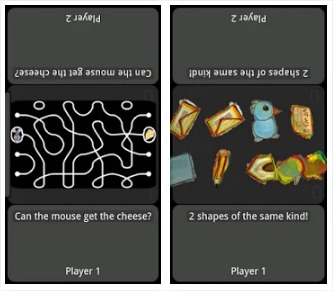 Player 2
Can the mouse get the cheese?
Can the mouse get the cheese?
Player 1
Player 2
2 shapes of the same kind!
2 shapes of the same kind!
Player 1